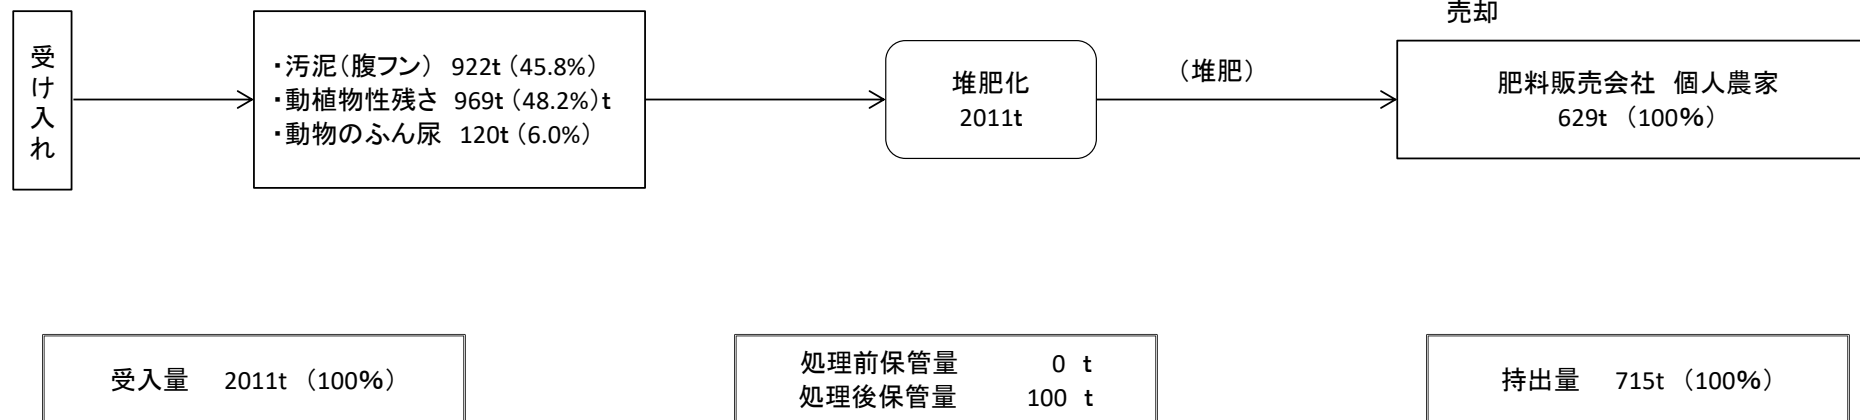 受け入れ
・汚泥（腹フン） 922t（45.8%）
・動植物性残さ 969t（48.2%）t
・動物のふん尿 120t（6.0%）
堆肥化
2011t
（堆肥）
売却
肥料販売会社 個人農家
629t （100%）
受入量 2011t （100%）
処理前保管量 0 t
処理後保管量 100 t
持出量 715t （100%）